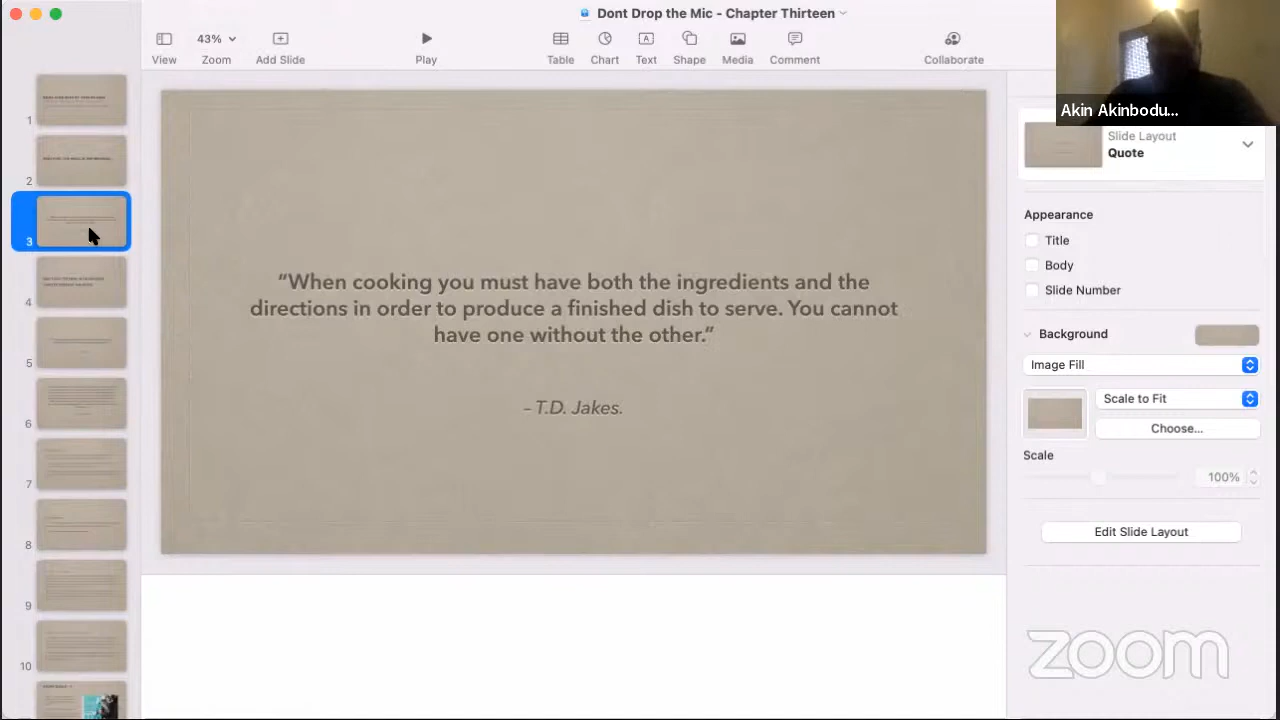 Dont Drop the Mic - Chapter Thirteen
43%
View
Zoom
Add Slide
Play
Table
Chart
Text
Shape
Media
Comment
Collaborate
Akin Akinbodu...
Slide Layout
Quote
Appearance
Title
Body
Slide Number
Background
Image Fill
Scale to Fit
Choose...
Scale
100%
Edit Slide Layout
1
2
3
4
5
6
7
8
9
10
“When cooking you must have both the ingredients and the
directions in order to produce a finished dish to serve. You cannot
have one without the other.”
– T.D. Jakes.
zoom